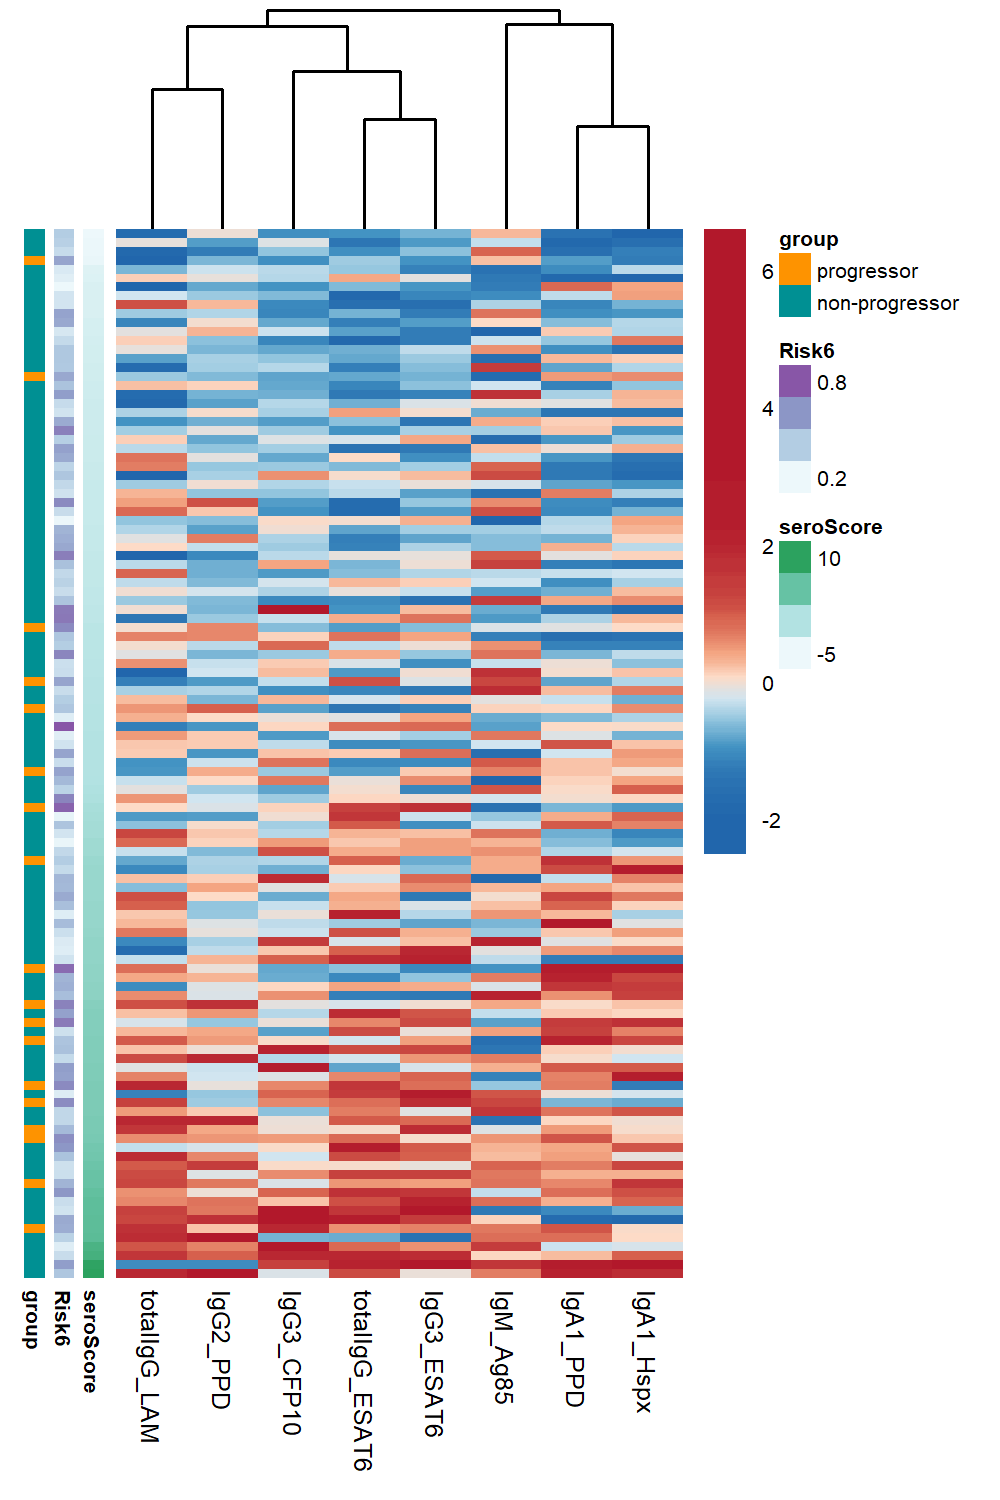 group
progressor
non-progressor
Risk6
0.8
0.2
seroScore
10
-5
6
4
2
0
-2
group
Risk6
seroScore
totalIgG_LAM
IgG2_PPD
IgG3_CFP10
totalIgG_ESAT6
IgG3_ESAT6
IgM_Ag85
IgA1_PPD
IgA1_Hspx